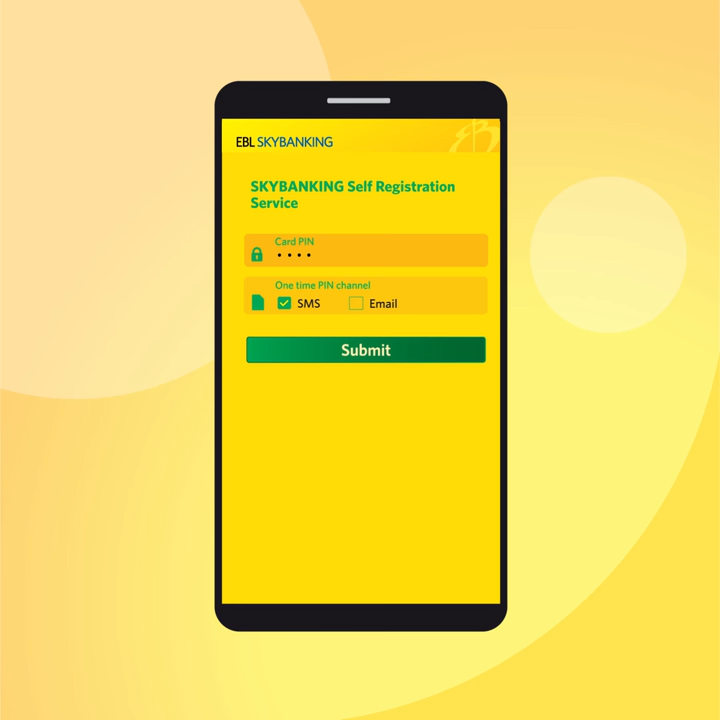 EBL SKYBANKING
SKYBANKING Self Registration
Service
Card PIN
• • • •
One time PIN channel
SMS Email
Submit